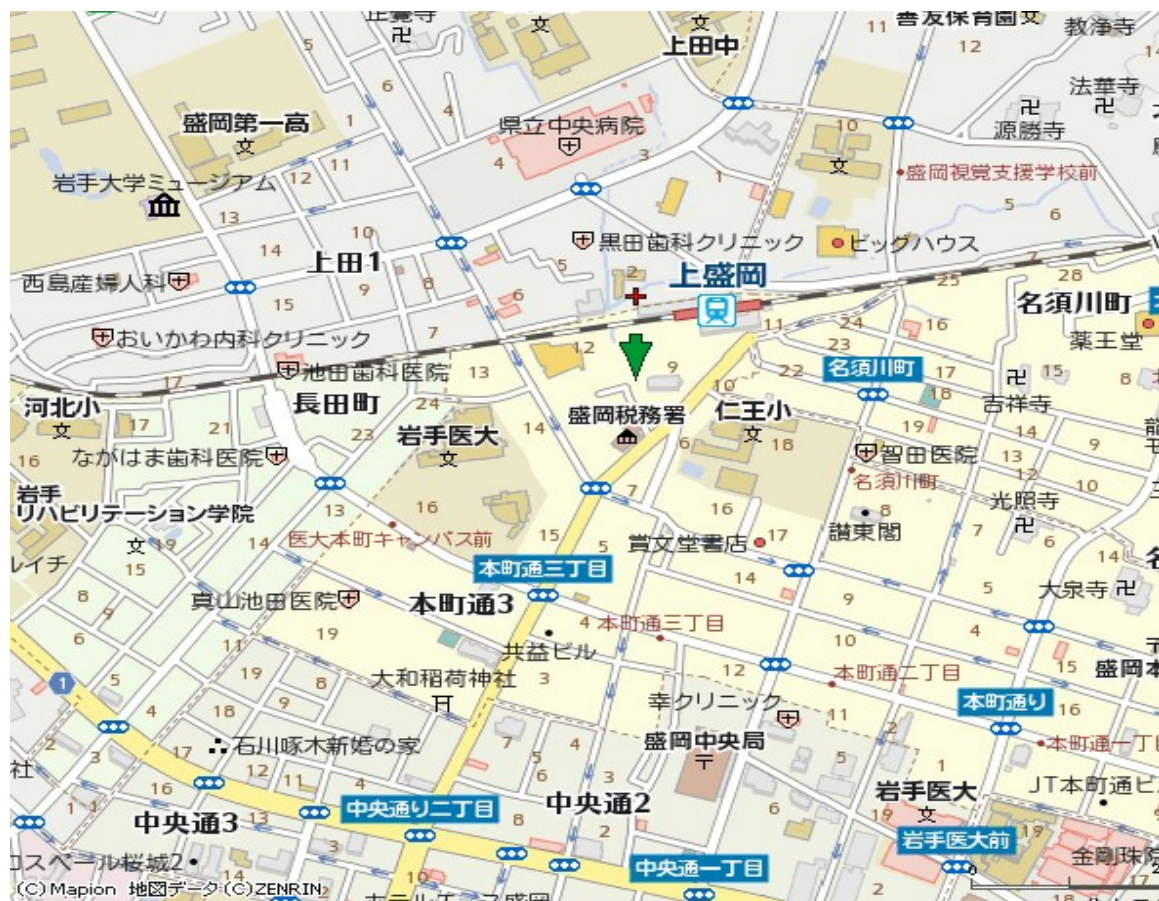 正覚寺
上田中
善友保育園
教浄寺
法華寺
源勝寺
盛岡第一高
県立中央病院
岩手大学ミュージアム
盛岡視覚支援学校前
上田1
黒田歯科クリニック
ビッグハウス
西島産婦人科
上盛岡
名須川町
おいかわ内科クリニック
薬王堂
池田歯科医院
名須川町
長田町
吉祥寺
河北小
岩手医大
盛岡税務署
仁王小
ながはま歯科医院
智田医院
名須川町
岩手
リハビリテーション学院
光照寺
讃東閣
医大本町キャンパス前
賞文堂書店
本町通三丁目
大泉寺
真山池田医院
本町通3
本町通三丁目
共益ビル
本町通二丁目
大和稲荷神社
幸クリニック
本町通り
石川啄木新婚の家
盛岡中央局
本町通一丁目
岩手医大
JT本町通ビ
中央通り二丁目
中央通2
中央通3
岩手医大前
中央通一丁目
金剛珠院
(C)Mapion 地図データ(C)ZENRIN